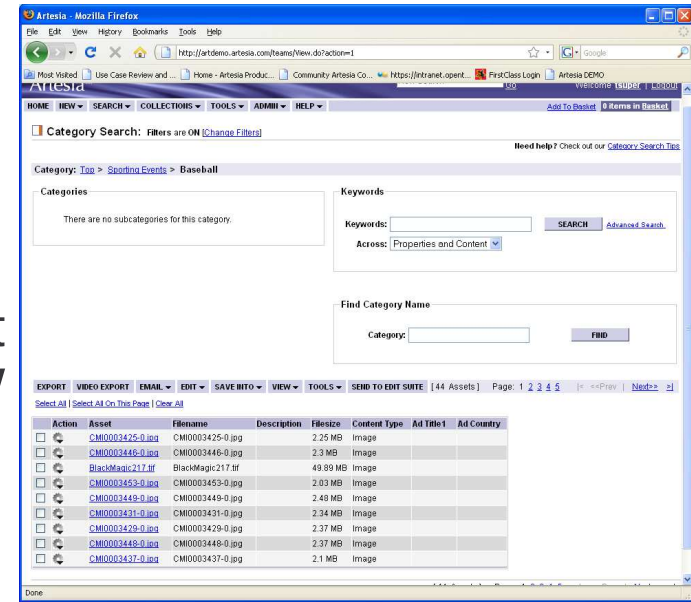 Artesia - Mozilla Firefox
File Edit View History Bookmarks Tools Help
http://artdemo.artesia.com/teams/View.do?action=1
Google
Most Visited Use Case Review and ... Home - Artesia Produc... Community Artesia Co... https://intranet.opent... FirstClass Login Artesia DEMO
Artesia Go Welcome tsuper | Logout
HOME NEW SEARCH COLLECTIONS TOOLS ADMIN HELP Add To Basket 0 items in Basket
Category Search: Filters are ON [Change Filters]
Need help? Check out our Category Search Tips
Category: Top > Sporting Events > Baseball
Categories
There are no subcategories for this category.
Keywords
Keywords: SEARCH Advanced Search
Across: Properties and Content
Find Category Name
Category: FIND
EXPORT VIDEO EXPORT EMAIL EDIT SAVE INTO VIEW TOOLS SEND TO EDIT SUITE [44 Assets] Page: 1 2 3 4 5 |< <<Prev | Next>> >|
Select All | Select All On This Page | Clear All
Action Asset Filename Description Filesize Content Type Ad Title1 Ad Country
CMI0003425-0.jpg CMI0003425-0.jpg 2.25 MB Image
CMI0003446-0.jpg CMI0003446-0.jpg 2.3 MB Image
BlackMagic217.tif BlackMagic217.tif 49.89 MB Image
CMI0003453-0.jpg CMI0003453-0.jpg 2.03 MB Image
CMI0003449-0.jpg CMI0003449-0.jpg 2.48 MB Image
CMI0003431-0.jpg CMI0003431-0.jpg 2.34 MB Image
CMI0003429-0.jpg CMI0003429-0.jpg 2.37 MB Image
CMI0003448-0.jpg CMI0003448-0.jpg 2.37 MB Image
CMI0003437-0.jpg CMI0003437-0.jpg 2.1 MB Image
Done